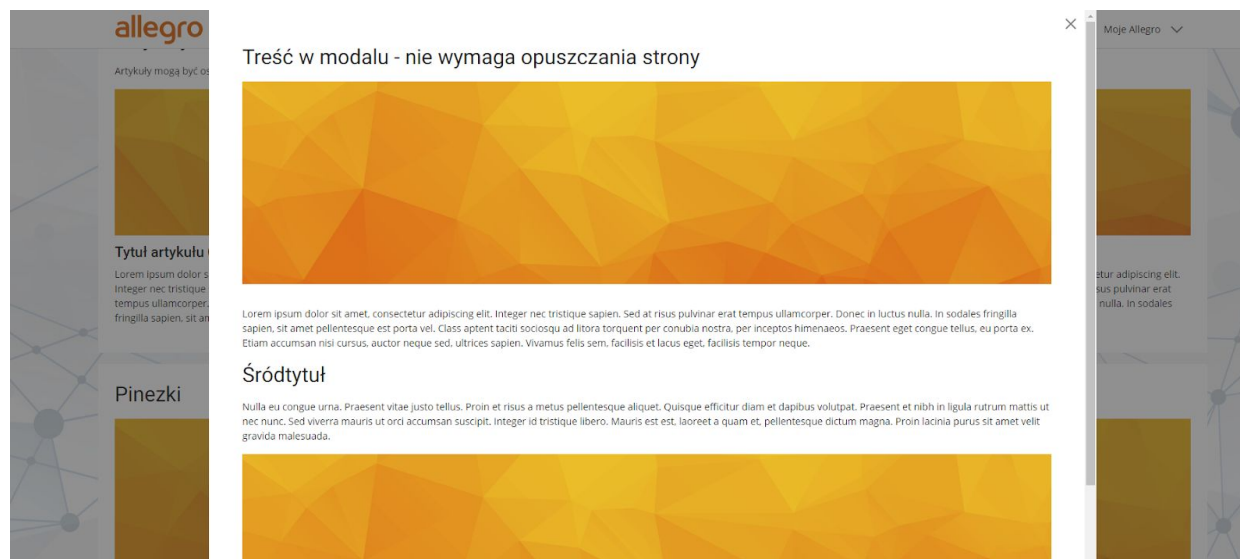 allegro
Moje Allegro
Artykuły mogą być
Tytuł artykułu
Lorem ipsum dolor
Integer nec tristique
tempus ullamcorper.
fringilla sapien, sit
adipiscing elit.
pulvinar erat
nulla. In sodales
Pinezki
Treść w modalu - nie wymaga opuszczania strony
Lorem ipsum dolor sit amet, consectetur adipiscing elit. Integer nec tristique sapien. Sed at risus pulvinar erat tempus ullamcorper. Donec in luctus nulla. In sodales fringilla
sapien, sit amet pellentesque est porta vel. Class aptent taciti sociosqu ad litora torquent per conubia nostra, per inceptos himenaeos. Praesent eget congue tellus, eu porta ex.
Etiam accumsan nisi cursus, auctor neque sed, ultrices sapien. Vivamus felis sem, facilisis et lacus eget, facilisis tempor neque.
Śródtytuł
Nulla eu congue urna. Praesent vitae justo tellus. Proin et risus a metus pellentesque aliquet. Quisque efficitur diam et dapibus volutpat. Praesent et nibh in ligula rutrum mattis ut
nec nunc. Sed viverra mauris ut orci accumsan suscipit. Integer id tristique libero. Mauris est est, laoreet a quam et, pellentesque dictum magna. Proin lacinia purus sit amet velit
gravida malesuada.